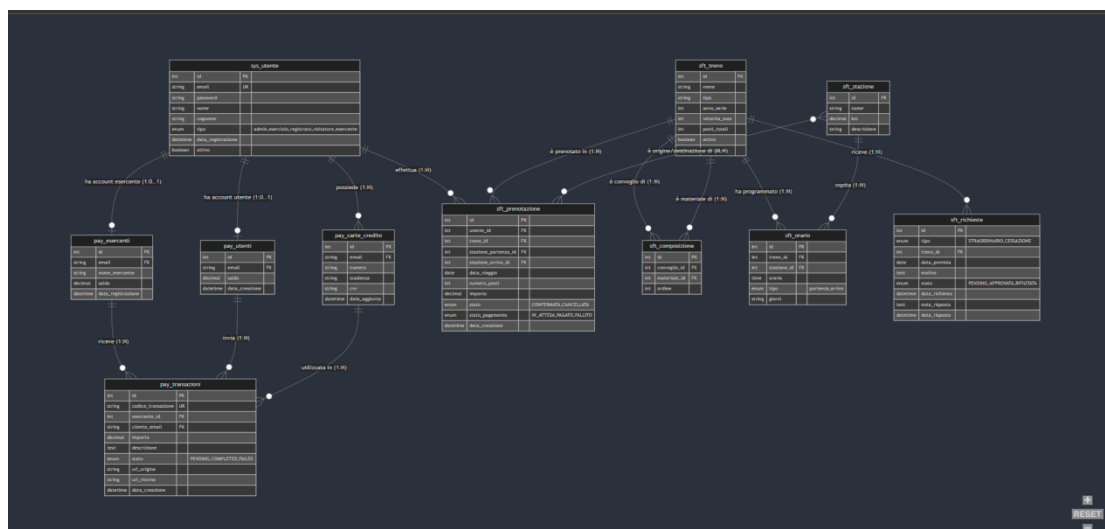 sys_utente
int id PK
string email UK
string password
string nome
string cognome
enum tipo admin,esercizio,registrato,visitatore,esercente
datetime data_registrazione
boolean attivo
sft_treno
int id PK
string nome
string tipo
int anno_serie
int velocita_max
int posti_totali
boolean attivo
sft_stazione
int id PK
string nome
decimal km
string descrizione
è prenotato in (1:N)
è origine/destinazione di (N:N)
riceve (1:N)
effettua (1:N)
ha account esercente (1:0..1)
ha account utente (1:0..1)
possiede (1:N)
è convoglio di (1:N)
è materiale di (1:N)
ha programmato (1:N)
ospita (1:N)
pay_esercenti
int id PK
string email FK
string nome_esercente
decimal saldo
datetime data_registrazione
pay_utenti
int id PK
string email FK
decimal saldo
datetime data_creazione
pay_carte_credito
int id PK
string email FK
string numero
string scadenza
string cvv
datetime data_aggiunta
sft_prenotazione
int id PK
int utente_id FK
int treno_id FK
int stazione_partenza_id FK
int stazione_arrivo_id FK
date data_viaggio
int numero_posti
decimal importo
enum stato CONFERMATA,CANCELLATA
enum stato_pagamento IN_ATTESA,PAGATO,FALLITO
datetime data_creazione
sft_composizione
int id PK
int convoglio_id FK
int materiale_id FK
int ordine
sft_orario
int id PK
int treno_id FK
int stazione_id FK
time orario
enum tipo partenza,arrivo
string giorni
sft_richieste
int id PK
enum tipo STRAORDINARIO,CESSAZIONE
int treno_id FK
date data_prevista
text motivo
enum stato PENDING,APPROVATA,RIFIUTATA
datetime data_richiesta
text nota_risposta
datetime data_risposta
riceve (1:N)
invia (1:N)
utilizzata in (1:N)
pay_transazioni
int id PK
string codice_transazione UK
int esercente_id FK
string cliente_email FK
decimal importo
text descrizione
enum stato PENDING,COMPLETED,FAILED
string url_origine
string url_ritorno
datetime data_creazione
RESET